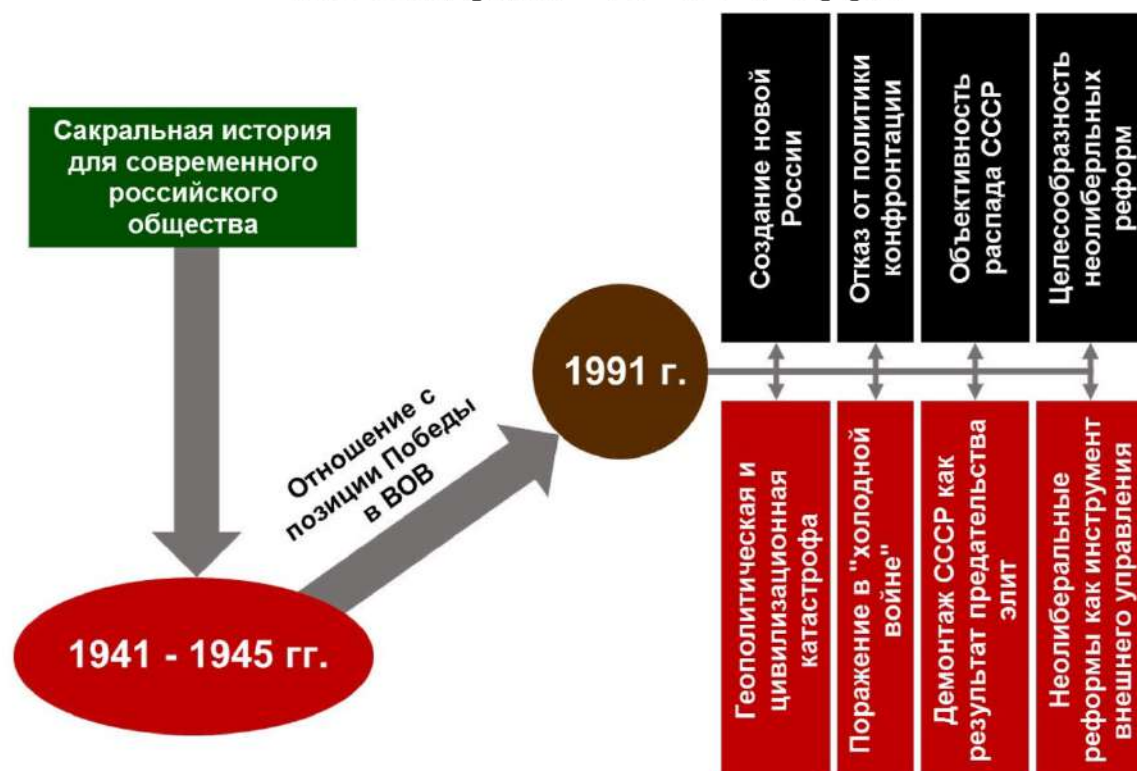 Сакральная история
для современного
российского
общества
1941 - 1945 гг.
Отношение с
позиции Победы
в ВОВ
1991 г.
Создание новой
России
Отказ от политики
конфронтации
Объективность
распада СССР
Целесообразность
неолиберльных
реформ
Геополитическая и
цивилизационная
катастрофа
Поражение в "холодной
войне"
Демонтаж СССР как
результат предательства
элит
Неолиберальные
реформы как инструмент
внешнего управления